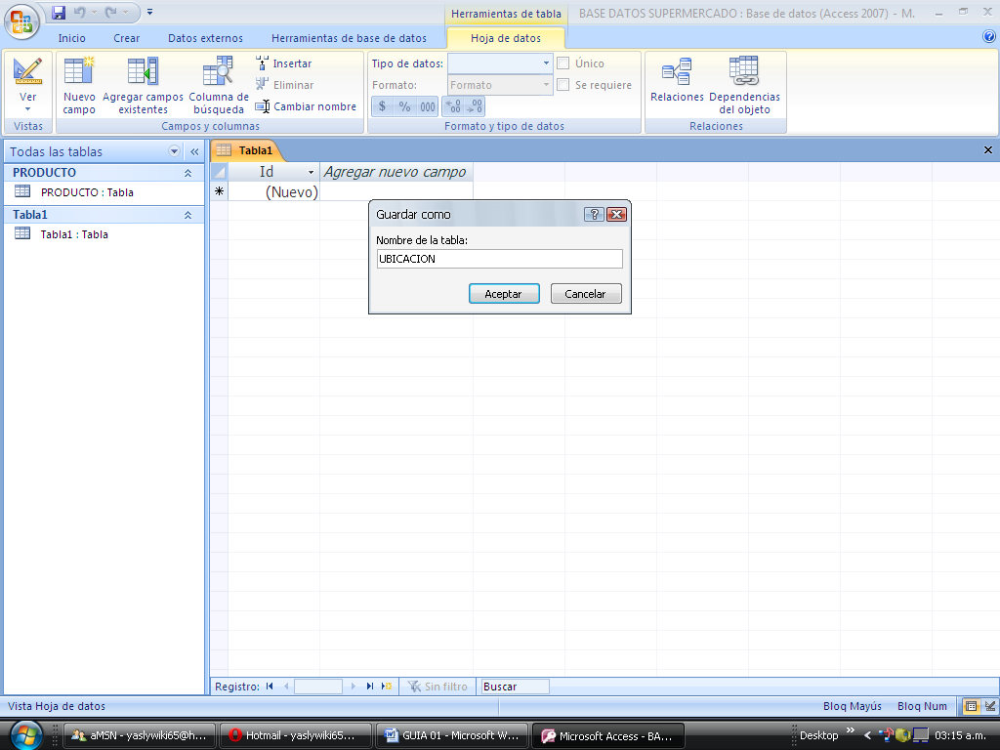 Herramientas de tabla
BASE DATOS SUPERMERCADO : Base de datos (Access 2007) - M.
Inicio
Crear
Datos externos
Herramientas de base de datos
Hoja de datos
Ver
Vistas
Nuevo campo
Agregar campos existentes
Columna de búsqueda
Insertar
Eliminar
Cambiar nombre
Campos y columnas
Tipo de datos:
Formato:
Formato
$ % 000
Único
Se requiere
Formato y tipo de datos
Relaciones
Dependencias del objeto
Relaciones
Todas las tablas
PRODUCTO
PRODUCTO : Tabla
Tabla1
Tabla1 : Tabla
Tabla1
Id
Agregar nuevo campo
(Nuevo)
Guardar como
Nombre de la tabla:
UBICACION
Aceptar
Cancelar
Registro:
Sin filtro
Buscar
Vista Hoja de datos
Bloq Mayús
Bloq Num
aMSN - yaslywiki65@h...
Hotmail - yaslywiki65...
GUIA 01 - Microsoft W...
Microsoft Access - BA...
Desktop
03:15 a.m.